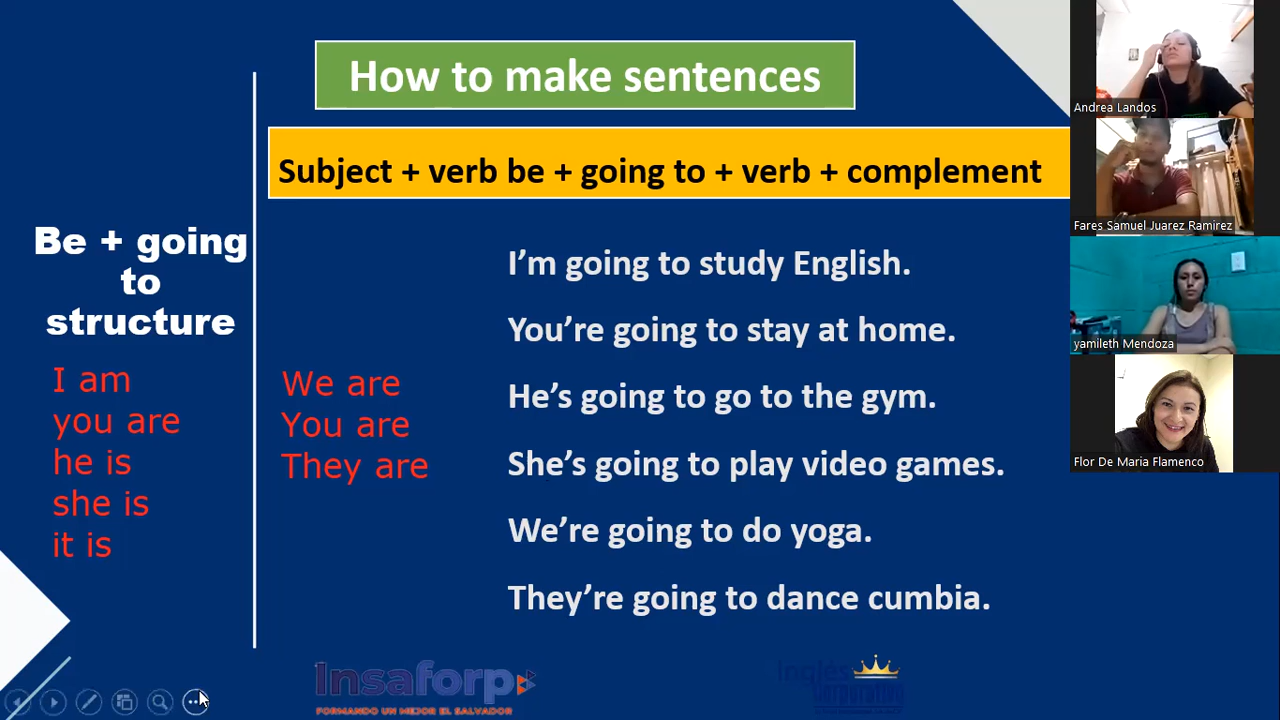 How to make sentences
Subject + verb be + going to + verb + complement
Be + going
to
structure
I am
you are
he is
she is
it is
We are
You are
They are
I’m going to study English.
You’re going to stay at home.
He’s going to go to the gym.
She’s going to play video games.
We’re going to do yoga.
They’re going to dance cumbia.
Insaforp
FORMANDO UN MEJOR EL SALVADOR
Inglés
Corporativo
Andrea Landos
Fares Samuel Juarez Ramirez
yamileth Mendoza
Flor De Maria Flamenco